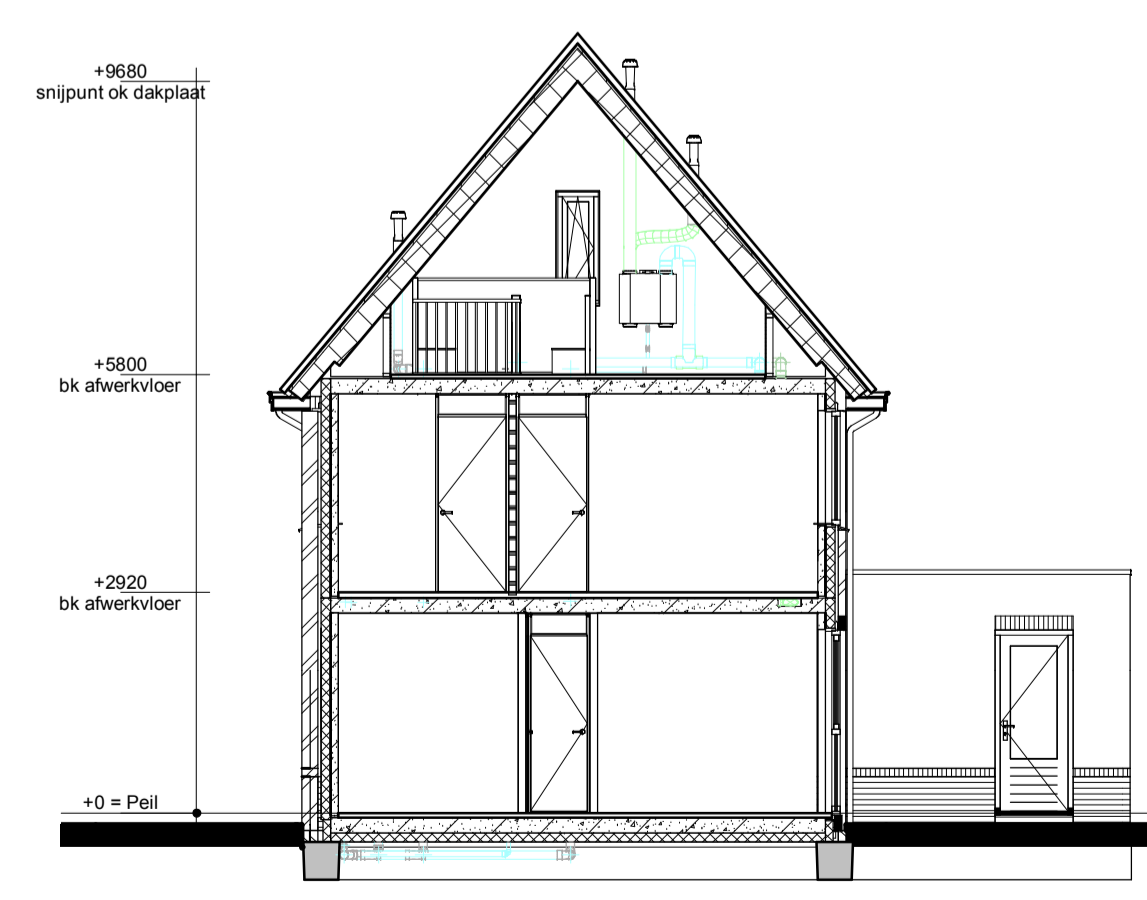 +9680
snijpunt ok dakplaat
+5800
bk afwerkvloer
+2920
bk afwerkvloer
+0 = Peil